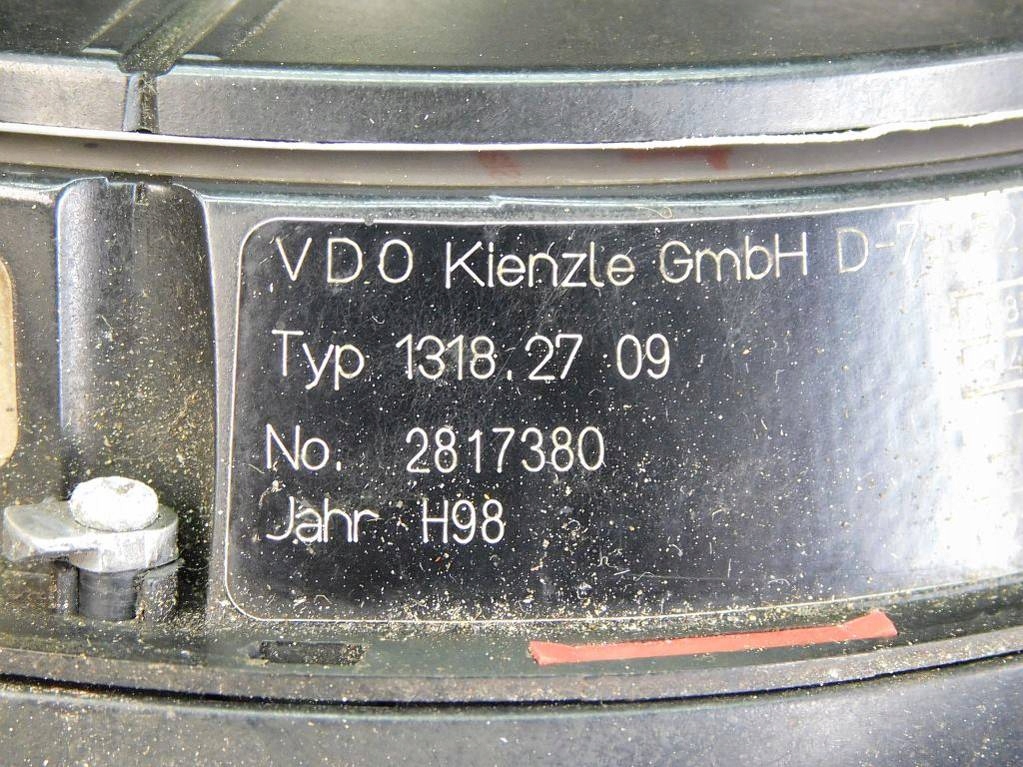 VDO Kienzle GmbH
Typ 1318.27 09
No. 2817380
Jahr H98